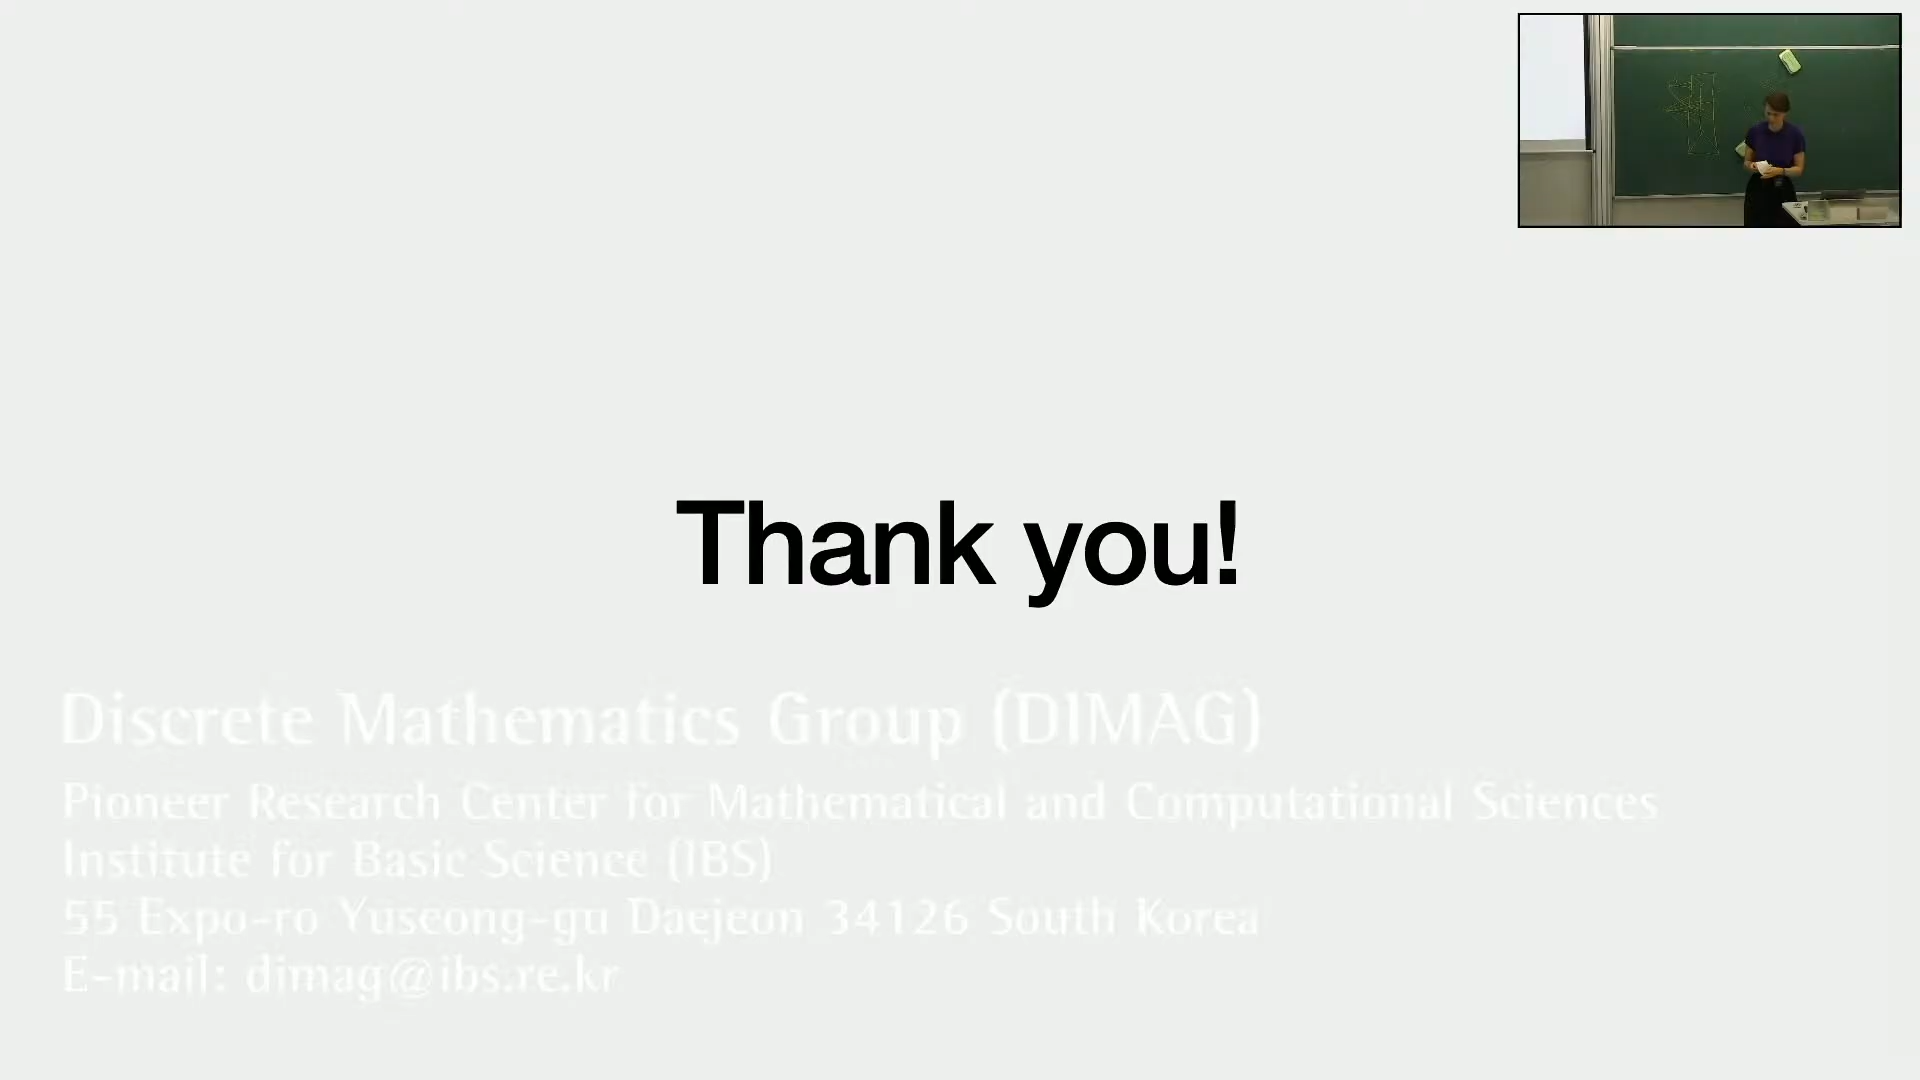 Thank you!
Discrete Mathematics Group (DIMAG)
Pioneer Research Center for Mathematical and Computational Sciences
Institute for Basic Science (IBS)
55 Expo-ro Yuseong-gu Daejeon 34126 South Korea
E-mail: dimag@ibs.re.kr